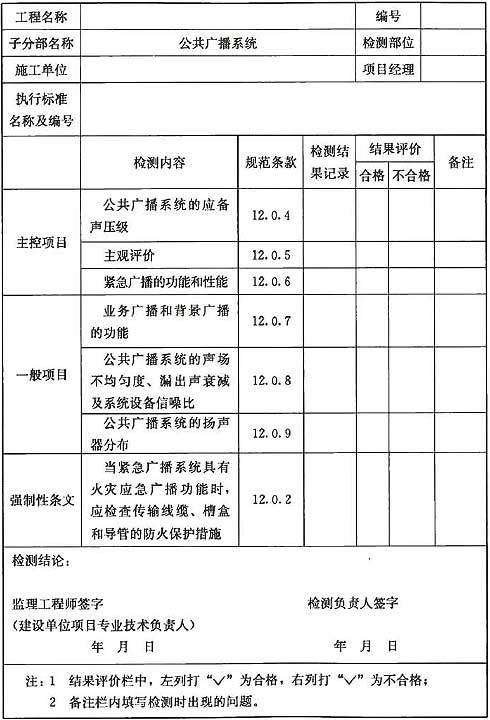 工程名称 编号
子分部名称 公共广播系统 检测部位
施工单位 项目经理
执行标准
名称及编号
检测内容 规范条款 检测结果记录 结果评价 备注
合格 不合格
主控项目
公共广播系统的应备
声压级
12.0.4
主观评价 12.0.5
紧急广播的功能和性能 12.0.6
一般项目
业务广播和背景广播
的功能
12.0.7
公共广播系统的声场
不均匀度、漏出声衰减
及系统设备信噪比
12.0.8
公共广播系统的扬声
器分布
12.0.9
强制性条文
当紧急广播系统具有
火灾应急广播功能时,
应检查传输线缆、槽盒
和导管的防火保护措施
12.0.2
检测结论:
监理工程师签字 检测负责人签字
(建设单位项目专业技术负责人)
年 月 日 年 月 日
注:1 结果评价栏中,左列打“√”为合格,右列打“√”为不合格;
2 备注栏内填写检测时出现的问题。